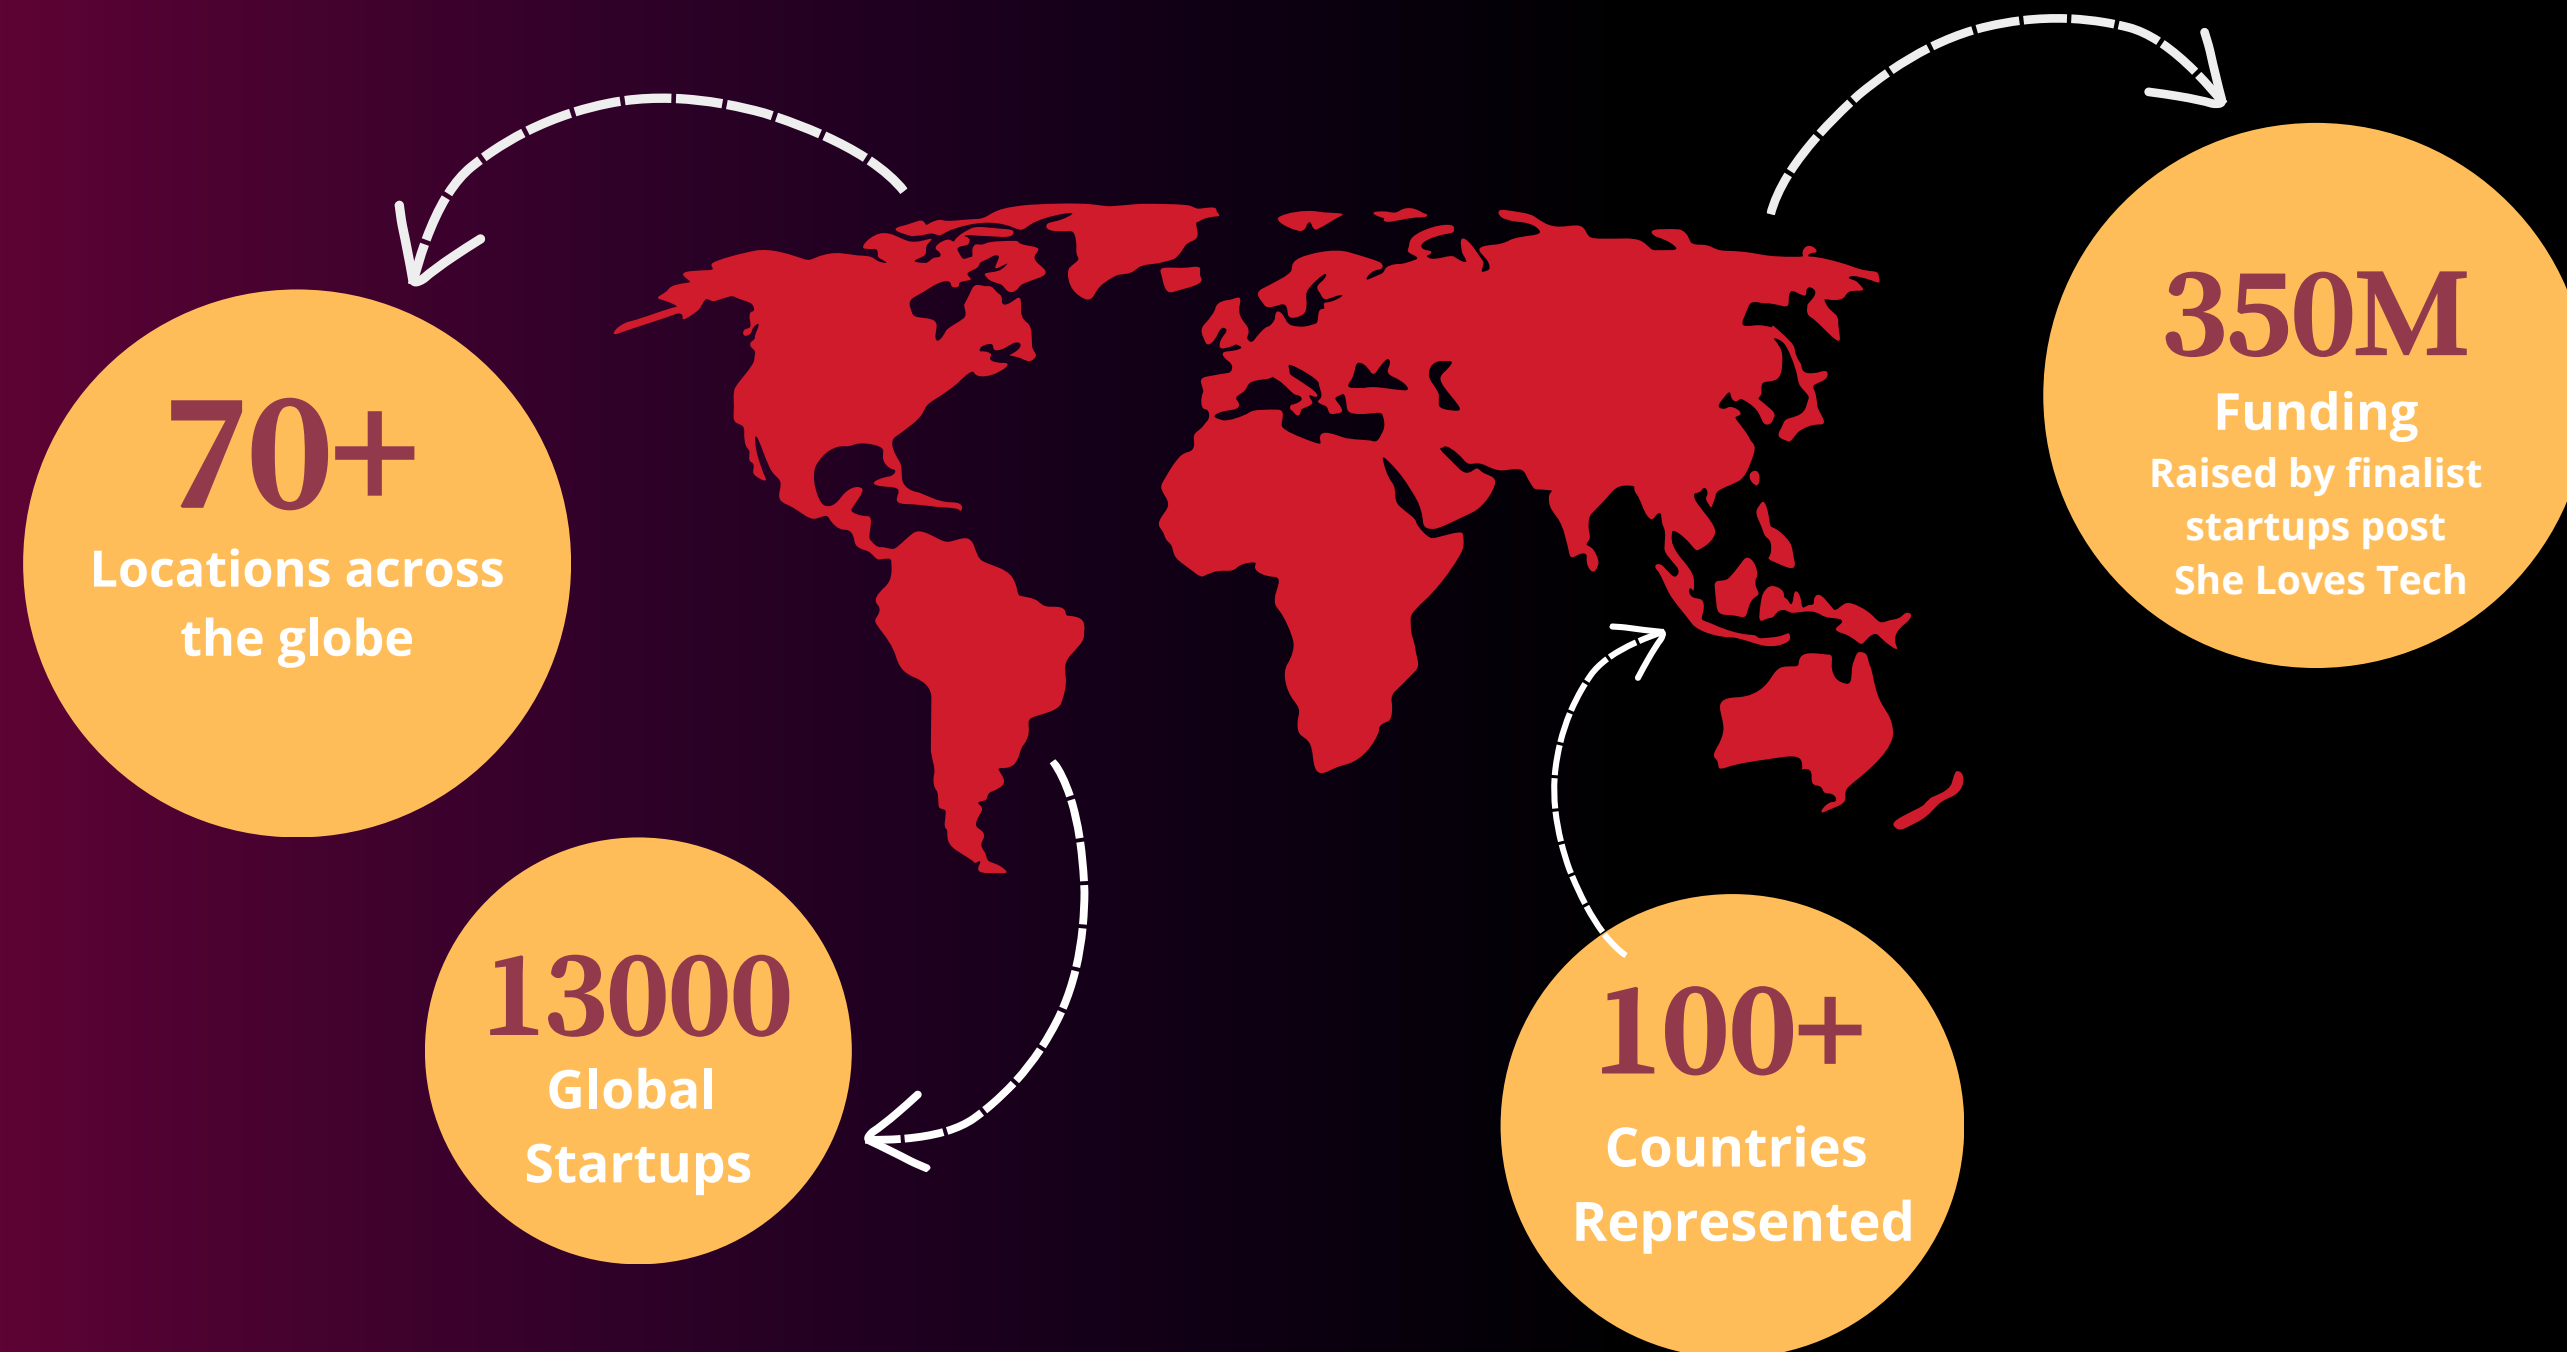 70+
Locations across
the globe
13000
Global
Startups
350M
Funding
Raised by finalist
startups post
She Loves Tech
100+
Countries
Represented